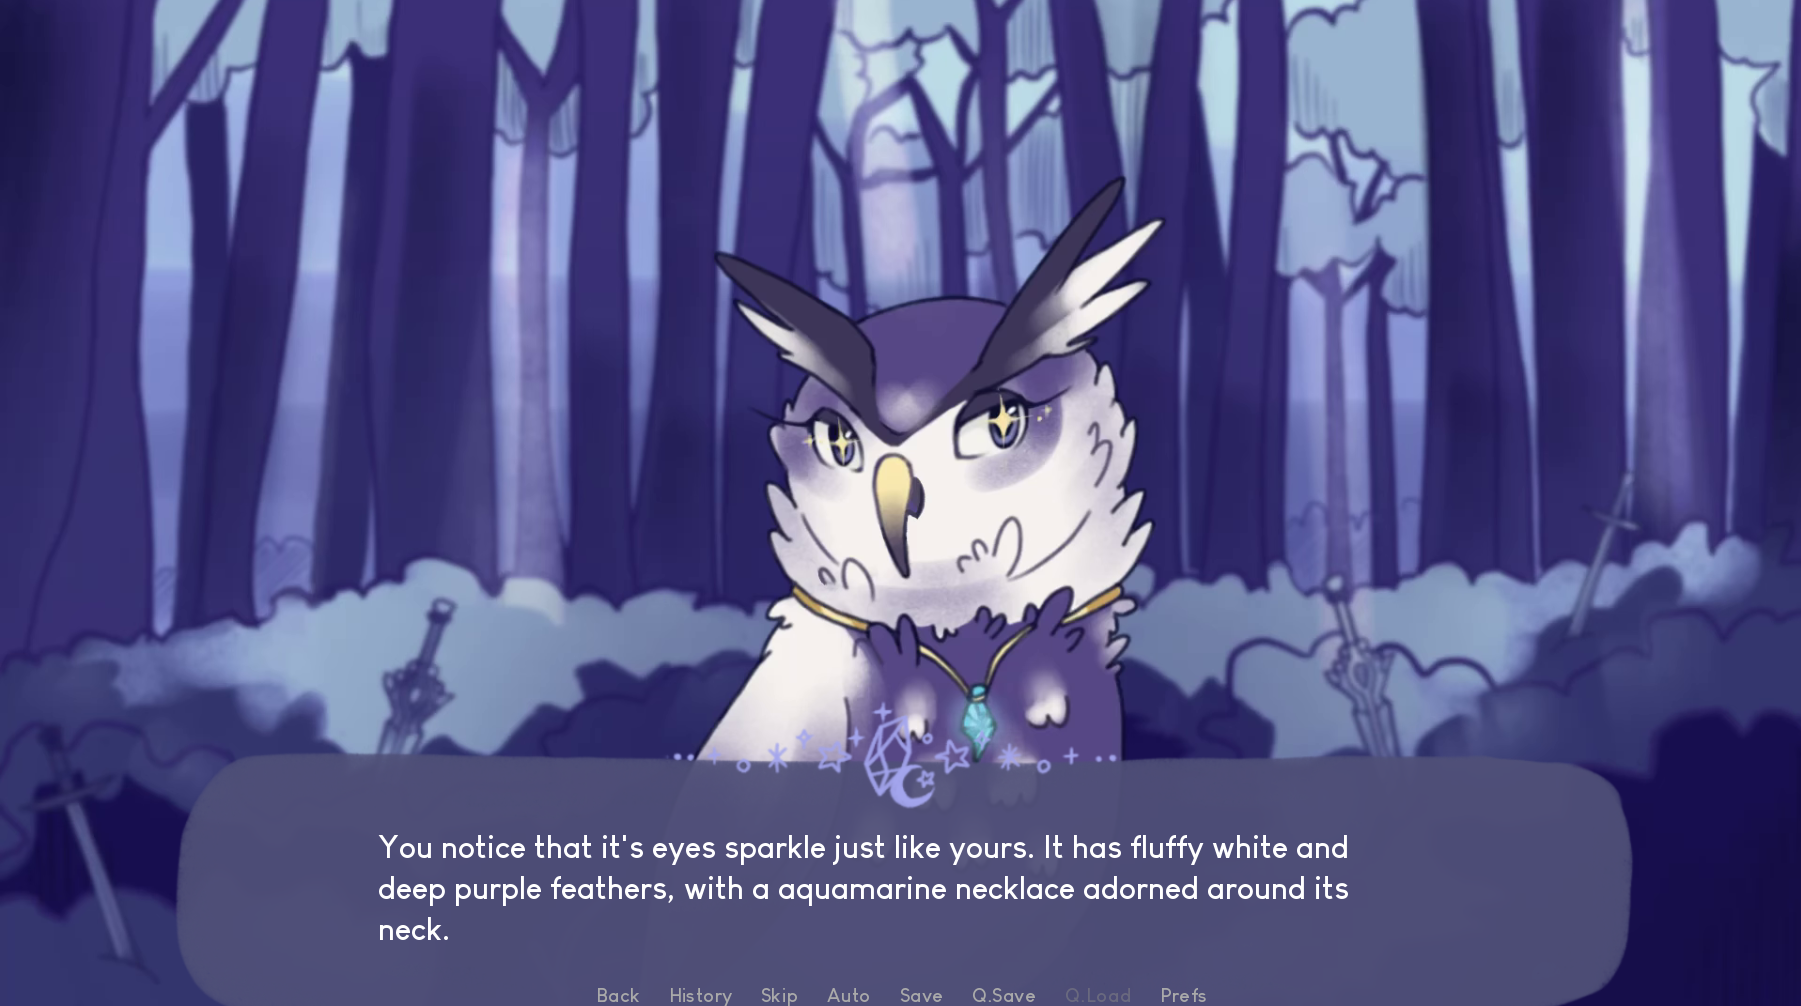 You notice that it's eyes sparkle just like yours. It has fluffy white and
deep purple feathers, with a aquamarine necklace adorned around its
neck.
Back History Skip Auto Save Q.Save Q.Load Prefs